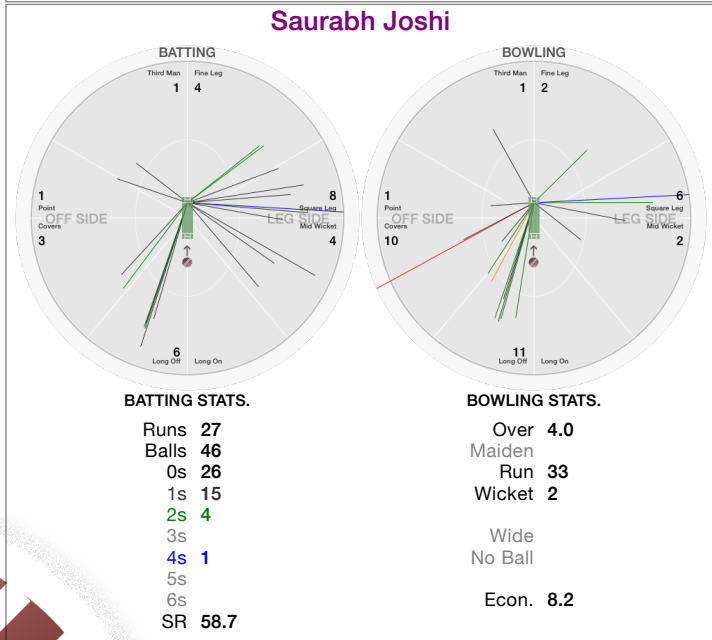 Saurabh Joshi
BATTING
Third Man Fine Leg
1 4
1 8
Point Square Leg
OFF SIDE LEG SIDE
Covers Mid Wicket
3 4
6
Long Off Long On
BATTING STATS.
Runs 27
Balls 46
0s 26
1s 15
2s 4
3s
4s 1
5s
6s
SR 58.7
BOWLING
Third Man Fine Leg
1 2
1 6
Point Square Leg
OFF SIDE LEG SIDE
Covers Mid Wicket
10 2
11
Long Off Long On
BOWLING STATS.
Over 4.0
Maiden
Run 33
Wicket 2
Wide
No Ball
Econ. 8.2